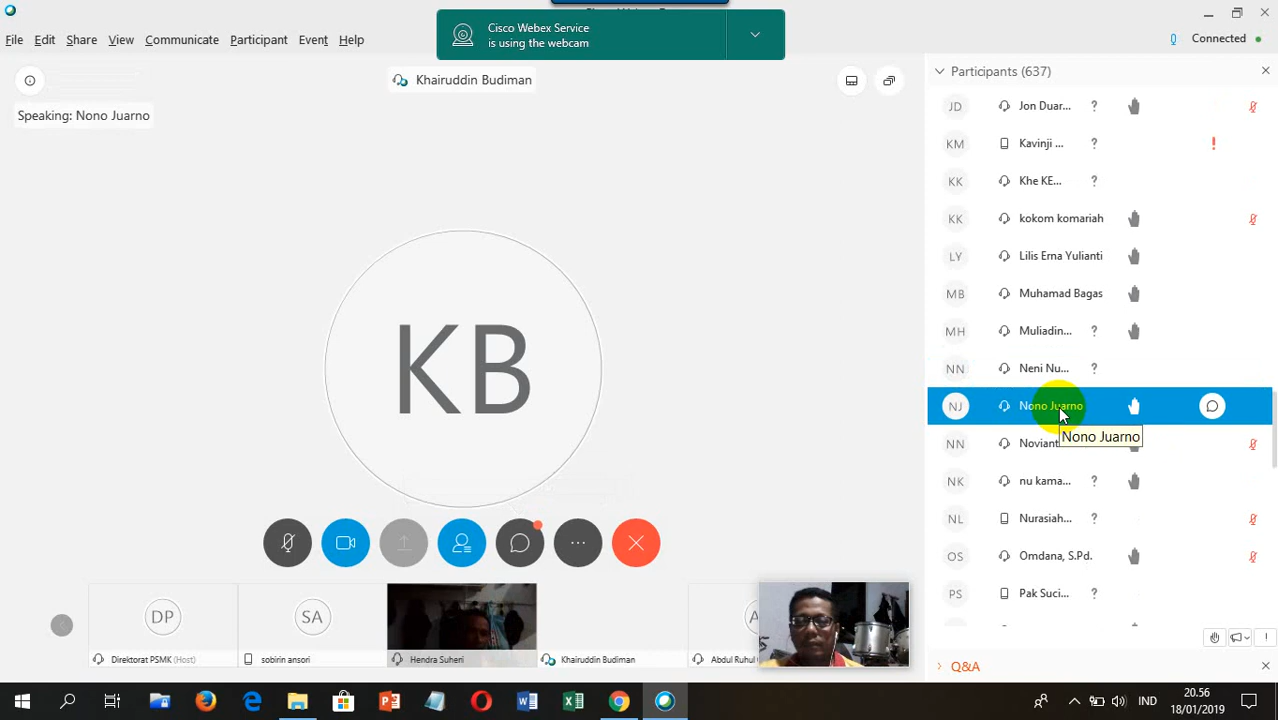 Cisco Webex Service
is using the webcam
File Edit Share View Communicate Participant Event Help
Connected
Khairuddin Budiman
Speaking: Nono Juarno
KB
DP
Direktorat PSMK (Host)
SA
sobirin ansori
Hendra Suheri
Khairuddin Budiman
Abdul Ruhul
Participants (637)
JD Jon Duar... ?
KM Kavinji ... ? !
KK Khe KE... ?
KK kokom komariah
LY Lilis Erna Yulianti
MB Muhamad Bagas
MH Muliadin... ?
NN Neni Nu... ?
NJ Nono Juarno
Nono Juarno
NN Noviant
NK nu kama... ?
NL Nurasiah... ?
OS Omdana, S.Pd.
PS Pak Suci... ?
Q&A
IND
20.56
18/01/2019